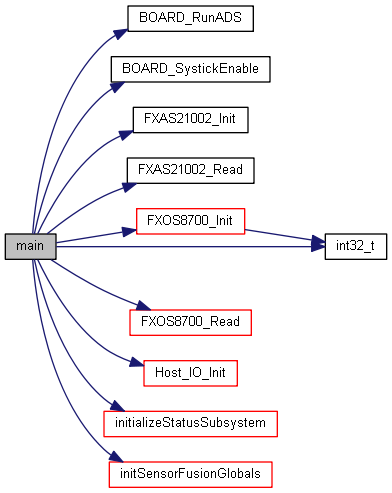 BOARD_RunADS
BOARD_SystickEnable
FXAS21002_Init
FXAS21002_Read
FXOS8700_Init
main
int32_t
FXOS8700_Read
Host_IO_Init
initializeStatusSubsystem
initSensorFusionGlobals